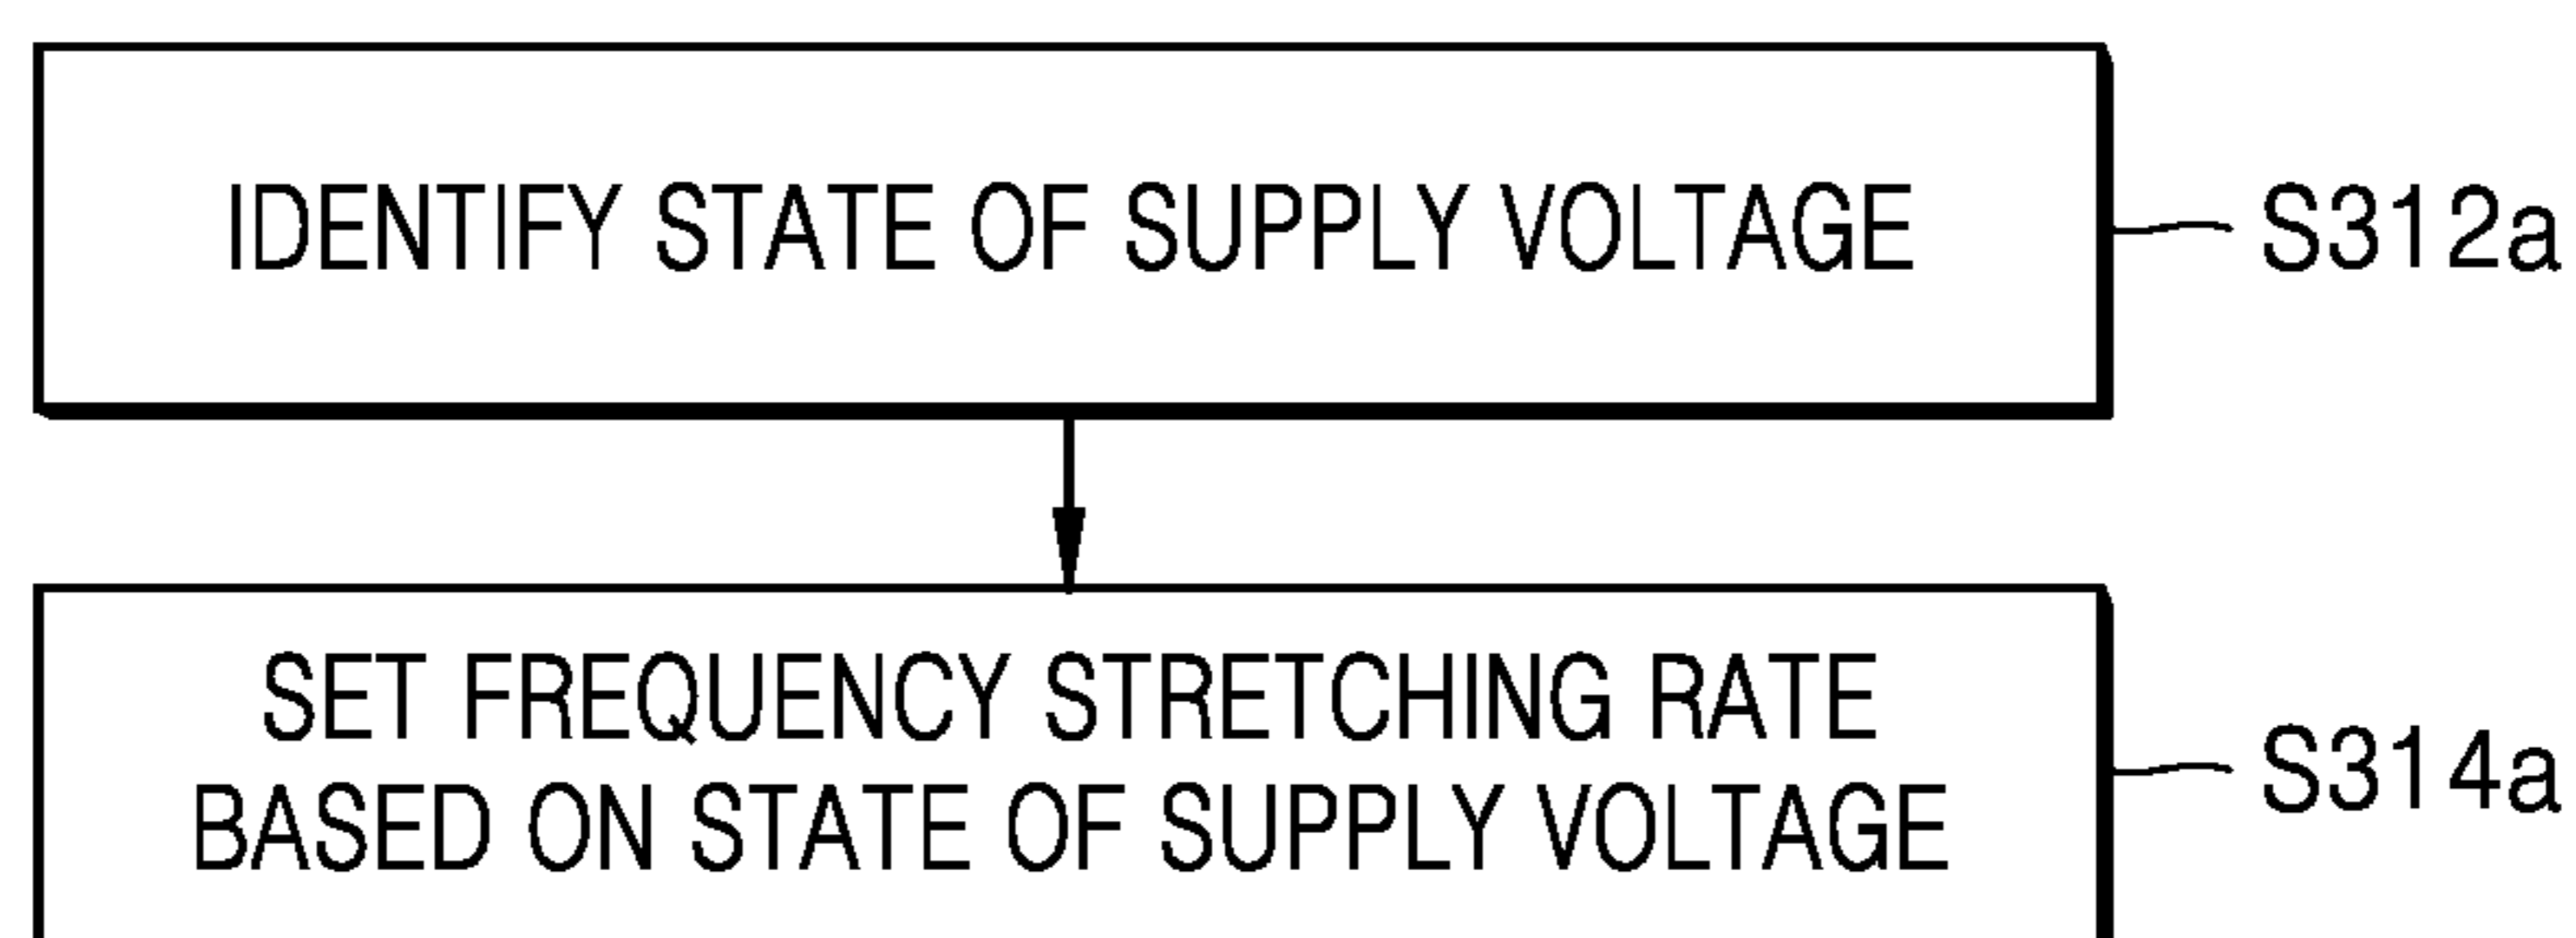 IDENTIFY STATE OF SUPPLY VOLTAGE
S312a
SET FREQUENCY STRETCHING RATE
BASED ON STATE OF SUPPLY VOLTAGE
S314a